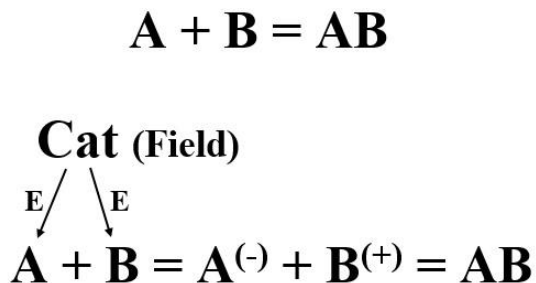 A + B = AB
Cat (Field)
E E
A + B = A⁽⁻⁾ + B⁽⁺⁾ = AB